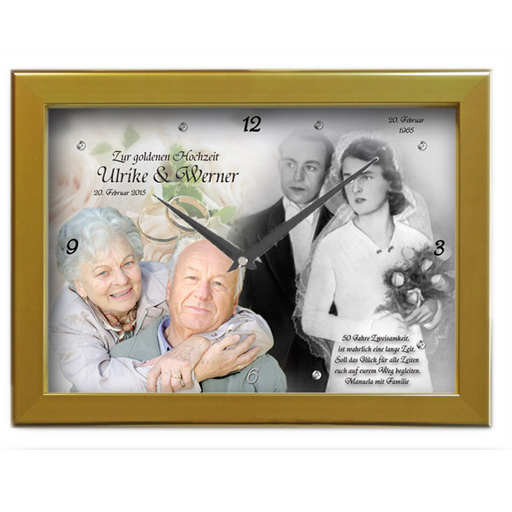 12
20. Februar
1965
Zur goldenen Hochzeit
Ulrike & Werner
20. Februar 2015
9
3
50 Jahre Zweisamkeit,
ist wahrlich eine lange Zeit.
Soll das Glück für alle Zeiten
euch auf eurem Weg begleiten.
Manuela mit Familie
6